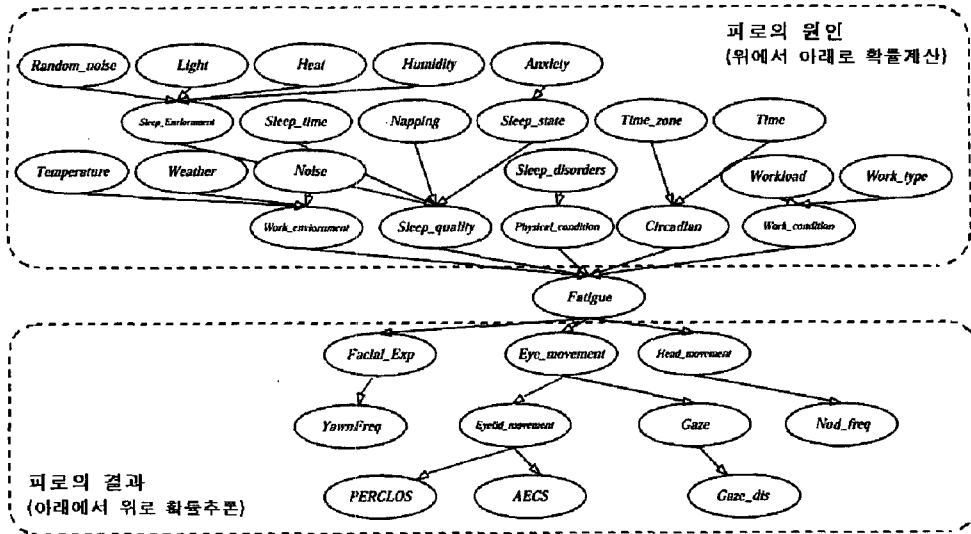 피로의 원인
(위에서 아래로 확률계산)
Random_noise
Light
Heat
Humidity
Anxiety
Sleep_Enriorment
Sleep_time
Napping
Sleep_state
Time_zone
Time
Temperature
Weather
Noise
Sleep_disorders
Workload
Work_type
Work_enviornment
Sleep_quality
Physical_condition
Circadian
Work_condition
Fatigue
Facial_Exp
Eye_movement
Head_movement
YawnFreq
Eyelid_movement
Gaze
Nod_freq
피로의 결과
(아래에서 위로 확률추론)
PERCLOS
AECS
Gaze_dis